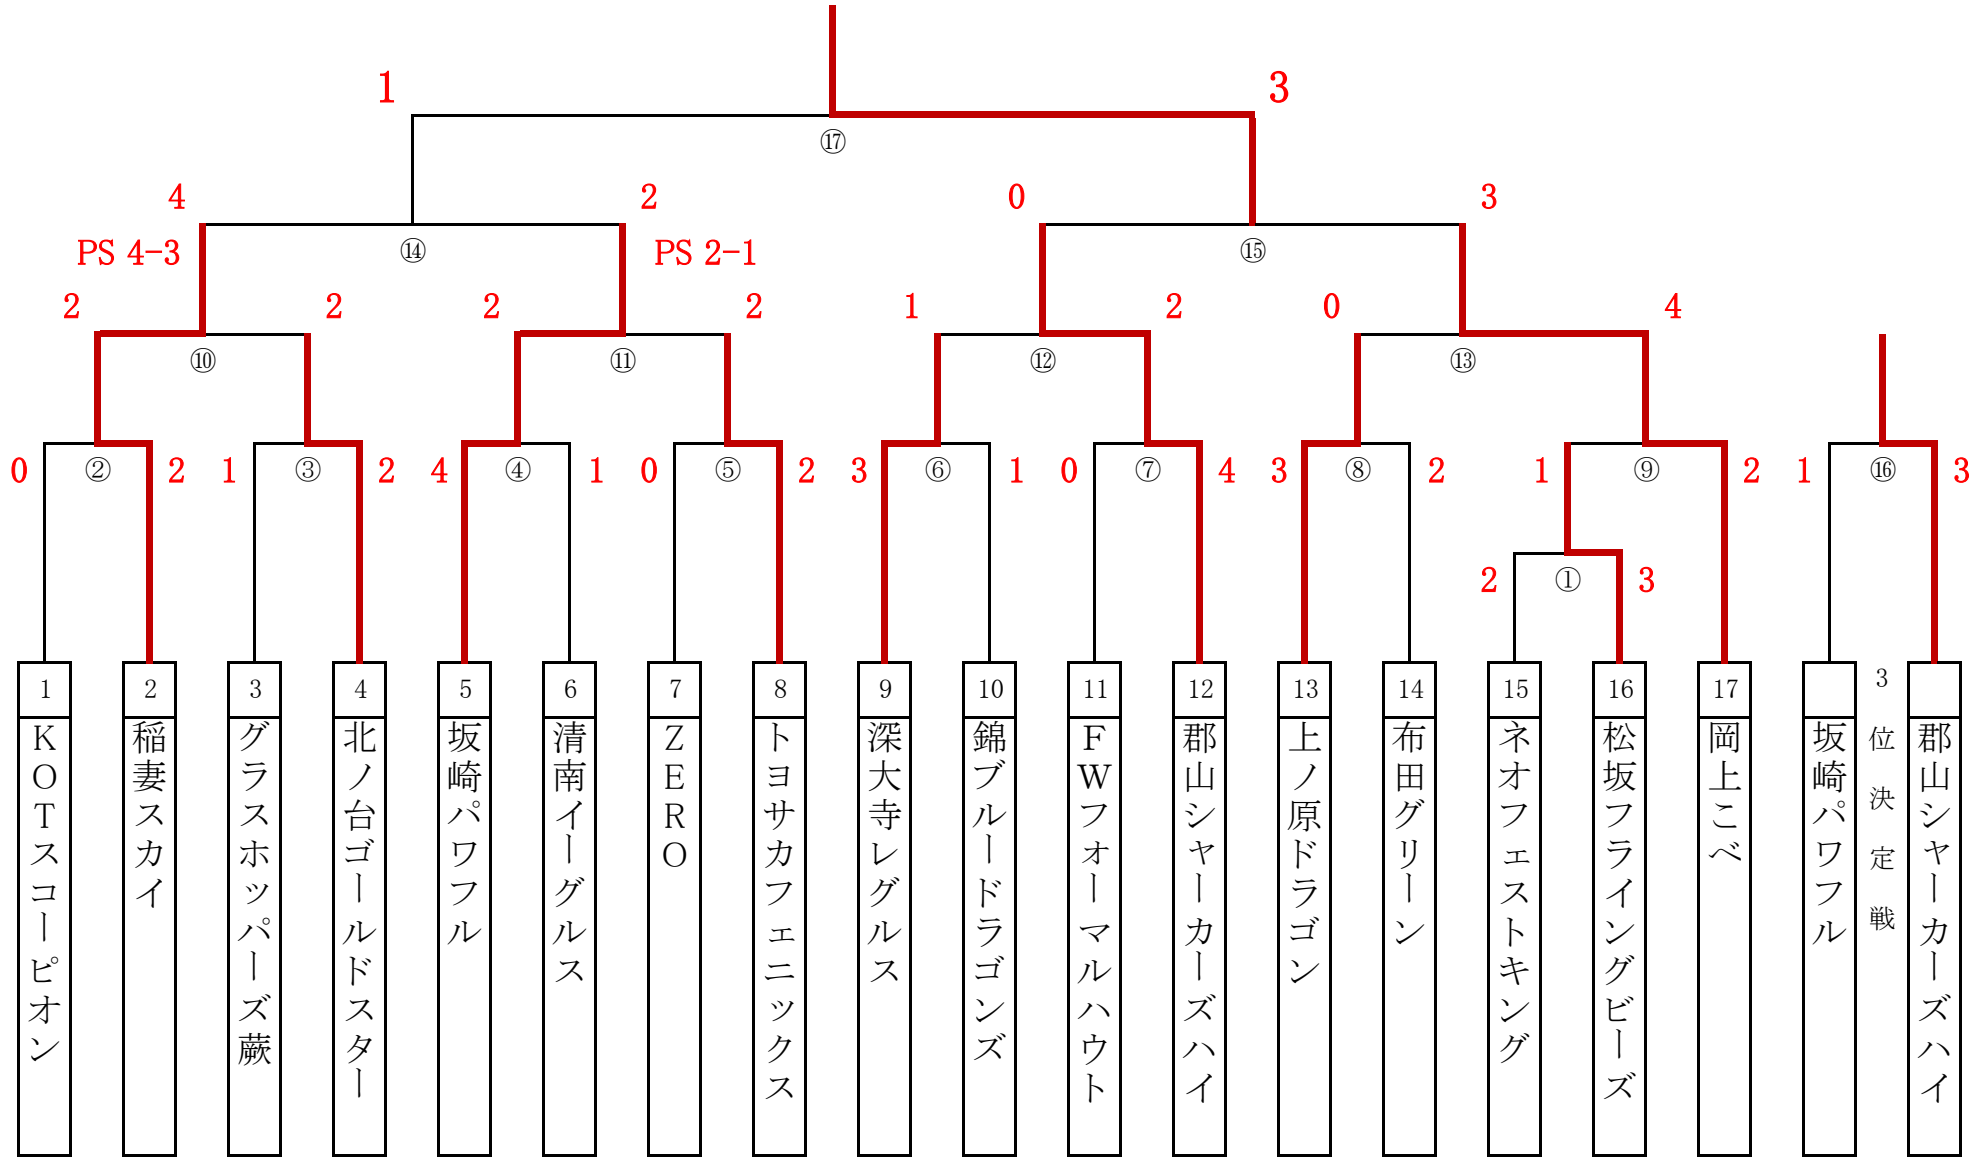 1 3
⑰
4 2 0 3
PS 4-3 ⑭ PS 2-1 ⑮
2 2 2 2 1 2 0 4
⑩ ⑪ ⑫ ⑬
0 ② 2 1 ③ 2 4 ④ 1 0 ⑤ 2 3 ⑥ 1 0 ⑦ 4 3 ⑧ 2 1 ⑨ 2 1 ⑯ 3
2 ① 3
1
KOTスコーピオン
2
稲妻スカイ
3
グラスホッパーズ蕨
4
北ノ台ゴールドスター
5
坂崎パワフル
6
清南イーグルス
7
ZERO
8
トヨサカフェニックス
9
深大寺レグルス
10
錦ブルードラゴンズ
11
FWフォーマルハウト
12
郡山シャーカーズハイ
13
上ノ原ドラゴン
14
布田グリーン
15
ネオフェストキング
16
松坂フライングビーズ
17
岡上こべ
坂崎パワフル
3位決定戦
郡山シャーカーズハイ